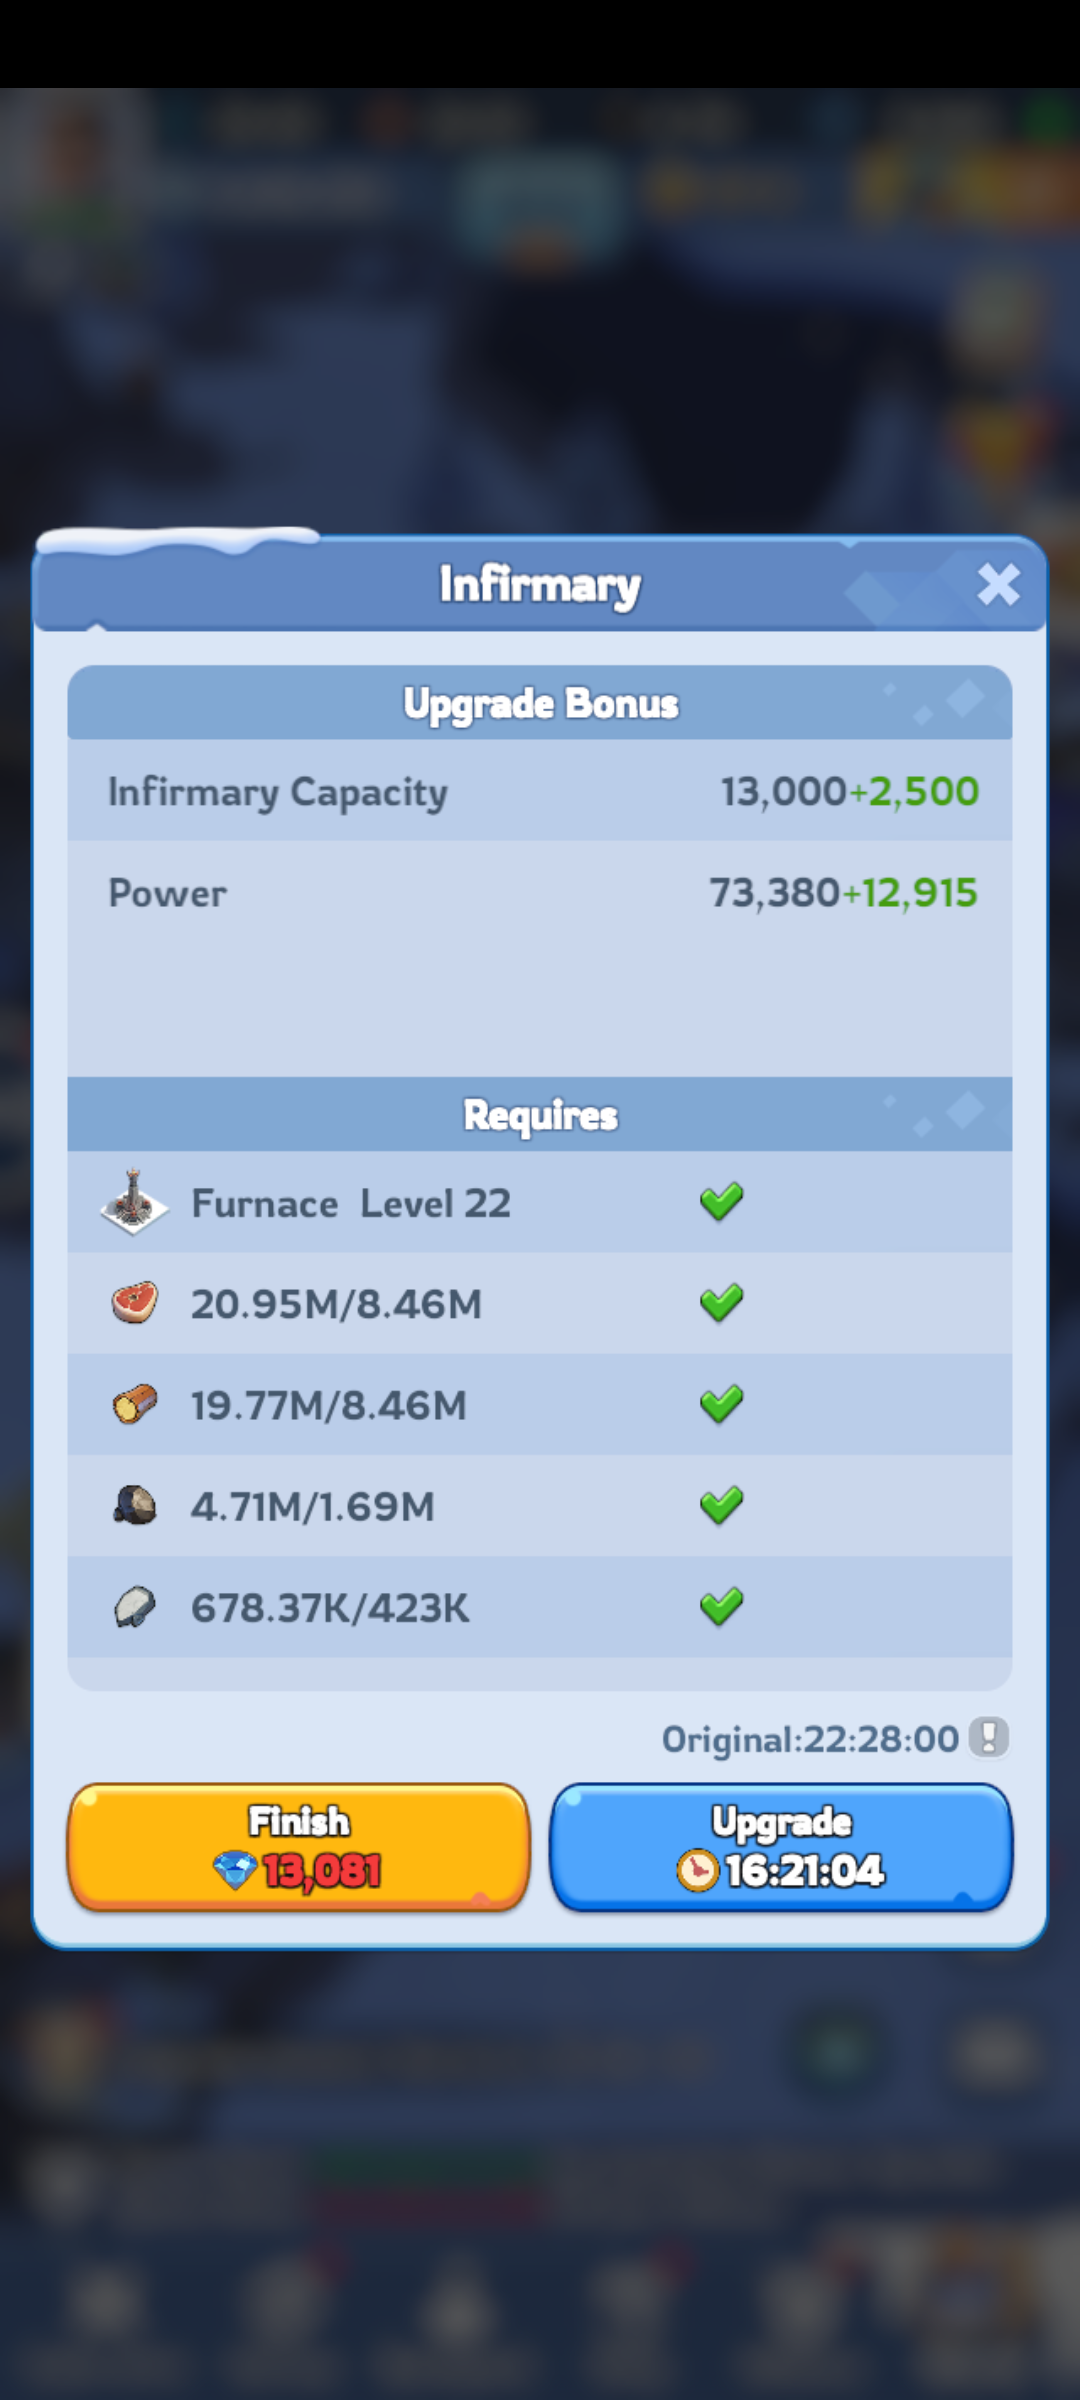 Infirmary
Upgrade Bonus
Infirmary Capacity 13,000+2,500
Power 73,380+12,915
Requires
Furnace Level 22
20.95M/8.46M
19.77M/8.46M
4.71M/1.69M
678.37K/423K
Original:22:28:00
Finish
13,081
Upgrade
16:21:04